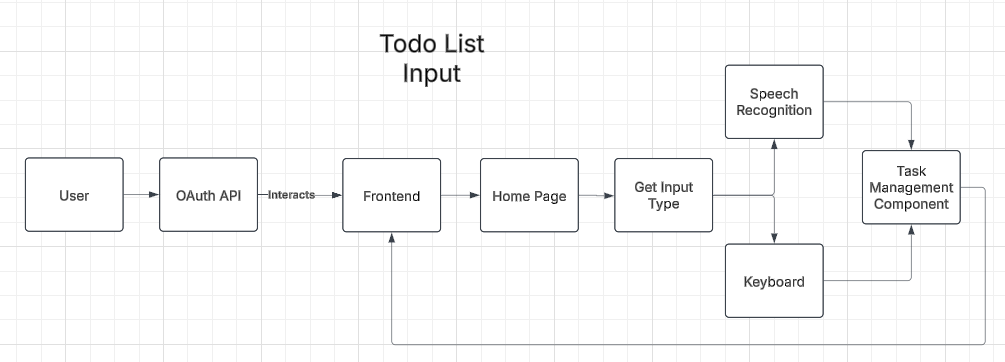 Todo List
Input
User
OAuth API
Interacts
Frontend
Home Page
Get Input
Type
Speech
Recognition
Keyboard
Task
Management
Component